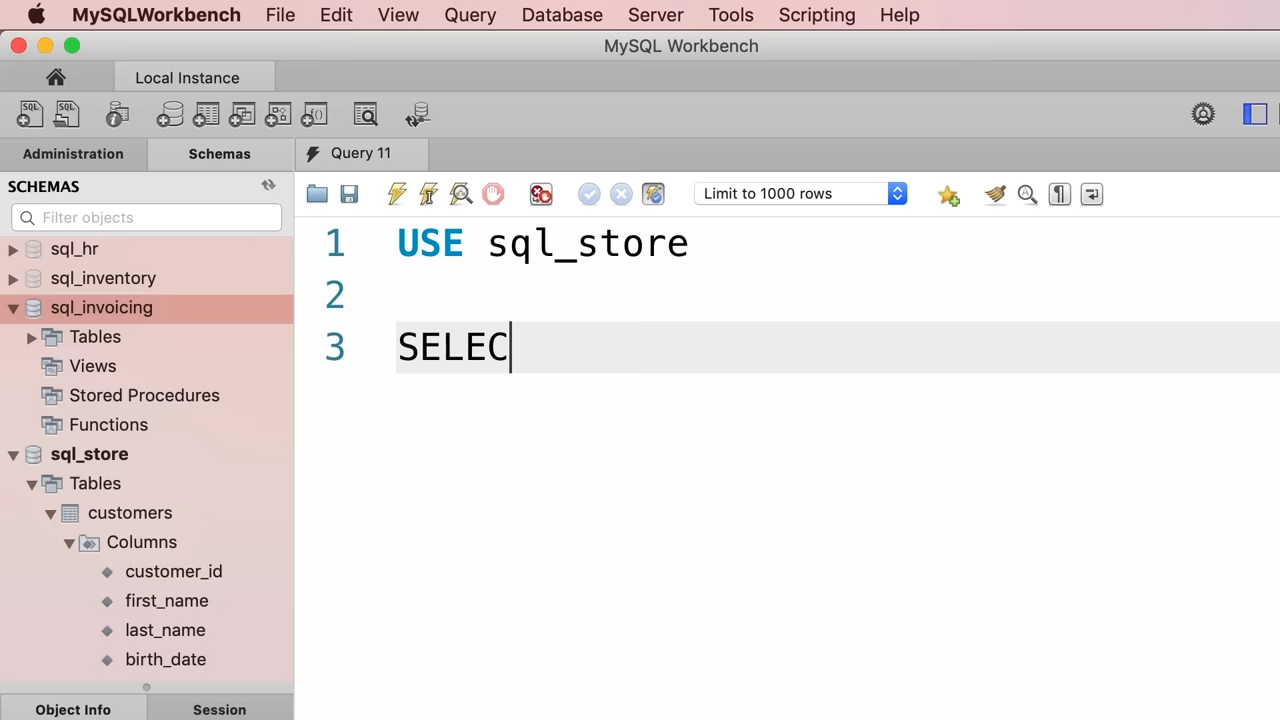 MySQLWorkbench File Edit View Query Database Server Tools Scripting Help
MySQL Workbench
Local Instance
SQL SQL
Administration Schemas Query 11
SCHEMAS
Limit to 1000 rows
Filter objects
sql_hr
sql_inventory
sql_invoicing
Tables
Views
Stored Procedures
Functions
sql_store
Tables
customers
Columns
customer_id
first_name
last_name
birth_date
Object Info Session
1 USE sql_store
2
3 SELEC